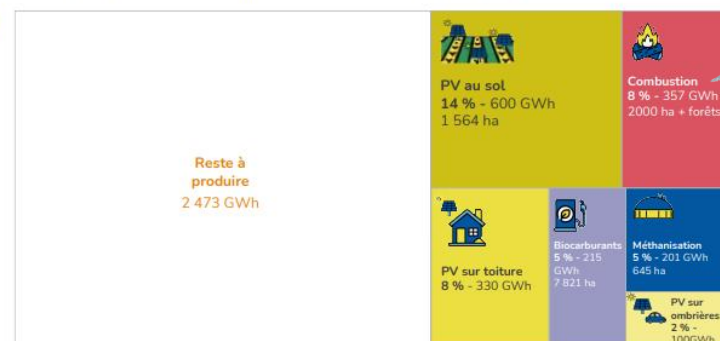 Reste à
produire
2 473 GWh
PV au sol
14 % - 600 GWh
1 564 ha
Combustion
8 % - 357 GWh
2000 ha + forêts
PV sur toiture
8 % - 330 GWh
Biocarburants
5 % - 215
GWh
7 821 ha
Méthanisation
5 % - 201 GWh
645 ha
PV sur
ombrières
2 % -
100GWh